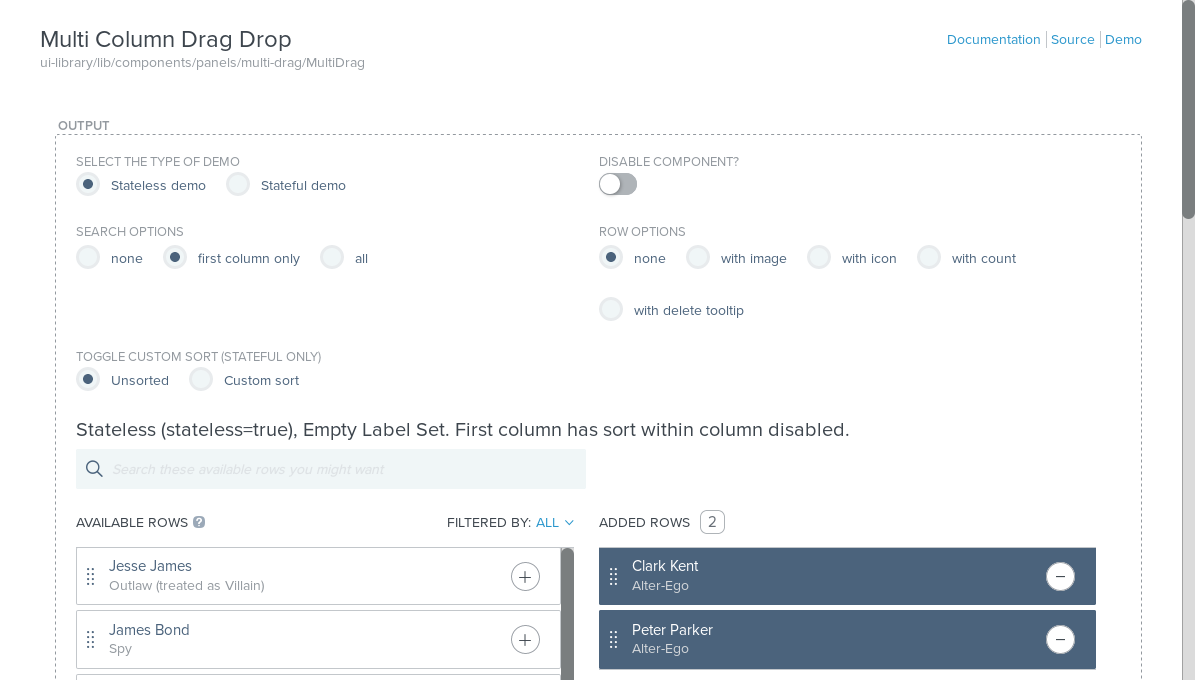 Multi Column Drag Drop
Documentation Source Demo
ui-library/lib/components/panels/multi-drag/MultiDrag
OUTPUT
SELECT THE TYPE OF DEMO
Stateless demo Stateful demo
DISABLE COMPONENT?
SEARCH OPTIONS
none first column only all
ROW OPTIONS
none with image with icon with count
with delete tooltip
TOGGLE CUSTOM SORT (STATEFUL ONLY)
Unsorted Custom sort
Stateless (stateless=true), Empty Label Set. First column has sort within column disabled.
Search these available rows you might want
AVAILABLE ROWS ? FILTERED BY: ALL
Jesse James
Outlaw (treated as Villain)
James Bond
Spy
ADDED ROWS 2
Clark Kent
Alter-Ego
Peter Parker
Alter-Ego